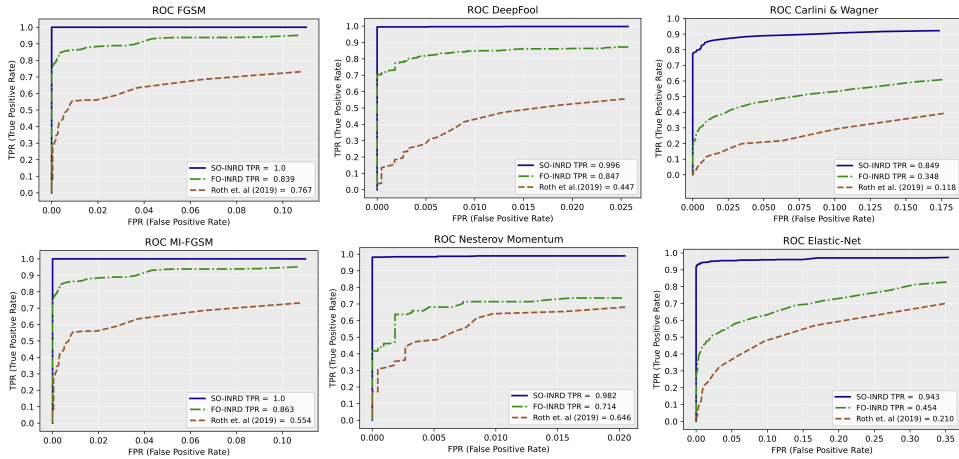 ROC FGSM
TPR (True Positive Rate)
1.0
0.9
0.8
0.7
0.6
0.5
0.4
0.3
0.2
0.1
0.0
SO-INRD TPR = 1.0
FO-INRD TPR = 0.839
Roth et. al (2019) = 0.767
0.00 0.02 0.04 0.06 0.08 0.10
FPR (False Positive Rate)
ROC DeepFool
TPR (True Positive Rate)
1.0
0.9
0.8
0.7
0.6
0.5
0.4
0.3
0.2
0.1
0.0
SO-INRD TPR = 0.996
FO-INRD TPR = 0.847
Roth et.al.(2019) = 0.447
0.000 0.005 0.010 0.015 0.020 0.025
FPR (False Positive Rate)
ROC Carlini & Wagner
TPR (True Positive Rate)
1.0
0.9
0.8
0.7
0.6
0.5
0.4
0.3
0.2
0.1
0.0
SO-INRD TPR = 0.849
FO-INRD TPR = 0.348
Roth et. al (2019) = 0.118
0.000 0.025 0.050 0.075 0.100 0.125 0.150 0.175
FPR (False Positive Rate)
ROC MI-FGSM
TPR (True Positive Rate)
1.0
0.9
0.8
0.7
0.6
0.5
0.4
0.3
0.2
0.1
0.0
SO-INRD TPR = 1.0
FO-INRD TPR = 0.863
Roth et. al (2019) = 0.554
0.00 0.02 0.04 0.06 0.08 0.10
FPR (False Positive Rate)
ROC Nesterov Momentum
TPR (True Positive Rate)
1.0
0.9
0.8
0.7
0.6
0.5
0.4
0.3
0.2
0.1
0.0
SO-INRD TPR = 0.982
FO-INRD TPR = 0.714
Roth et. al (2019) = 0.646
0.000 0.005 0.010 0.015 0.020
FPR (False Positive Rate)
ROC Elastic-Net
TPR (True Positive Rate)
1.0
0.9
0.8
0.7
0.6
0.5
0.4
0.3
0.2
0.1
0.0
SO-INRD TPR = 0.943
FO-INRD TPR = 0.454
Roth et. al (2019) = 0.210
0.00 0.05 0.10 0.15 0.20 0.25 0.30 0.35
FPR (False Positive Rate)